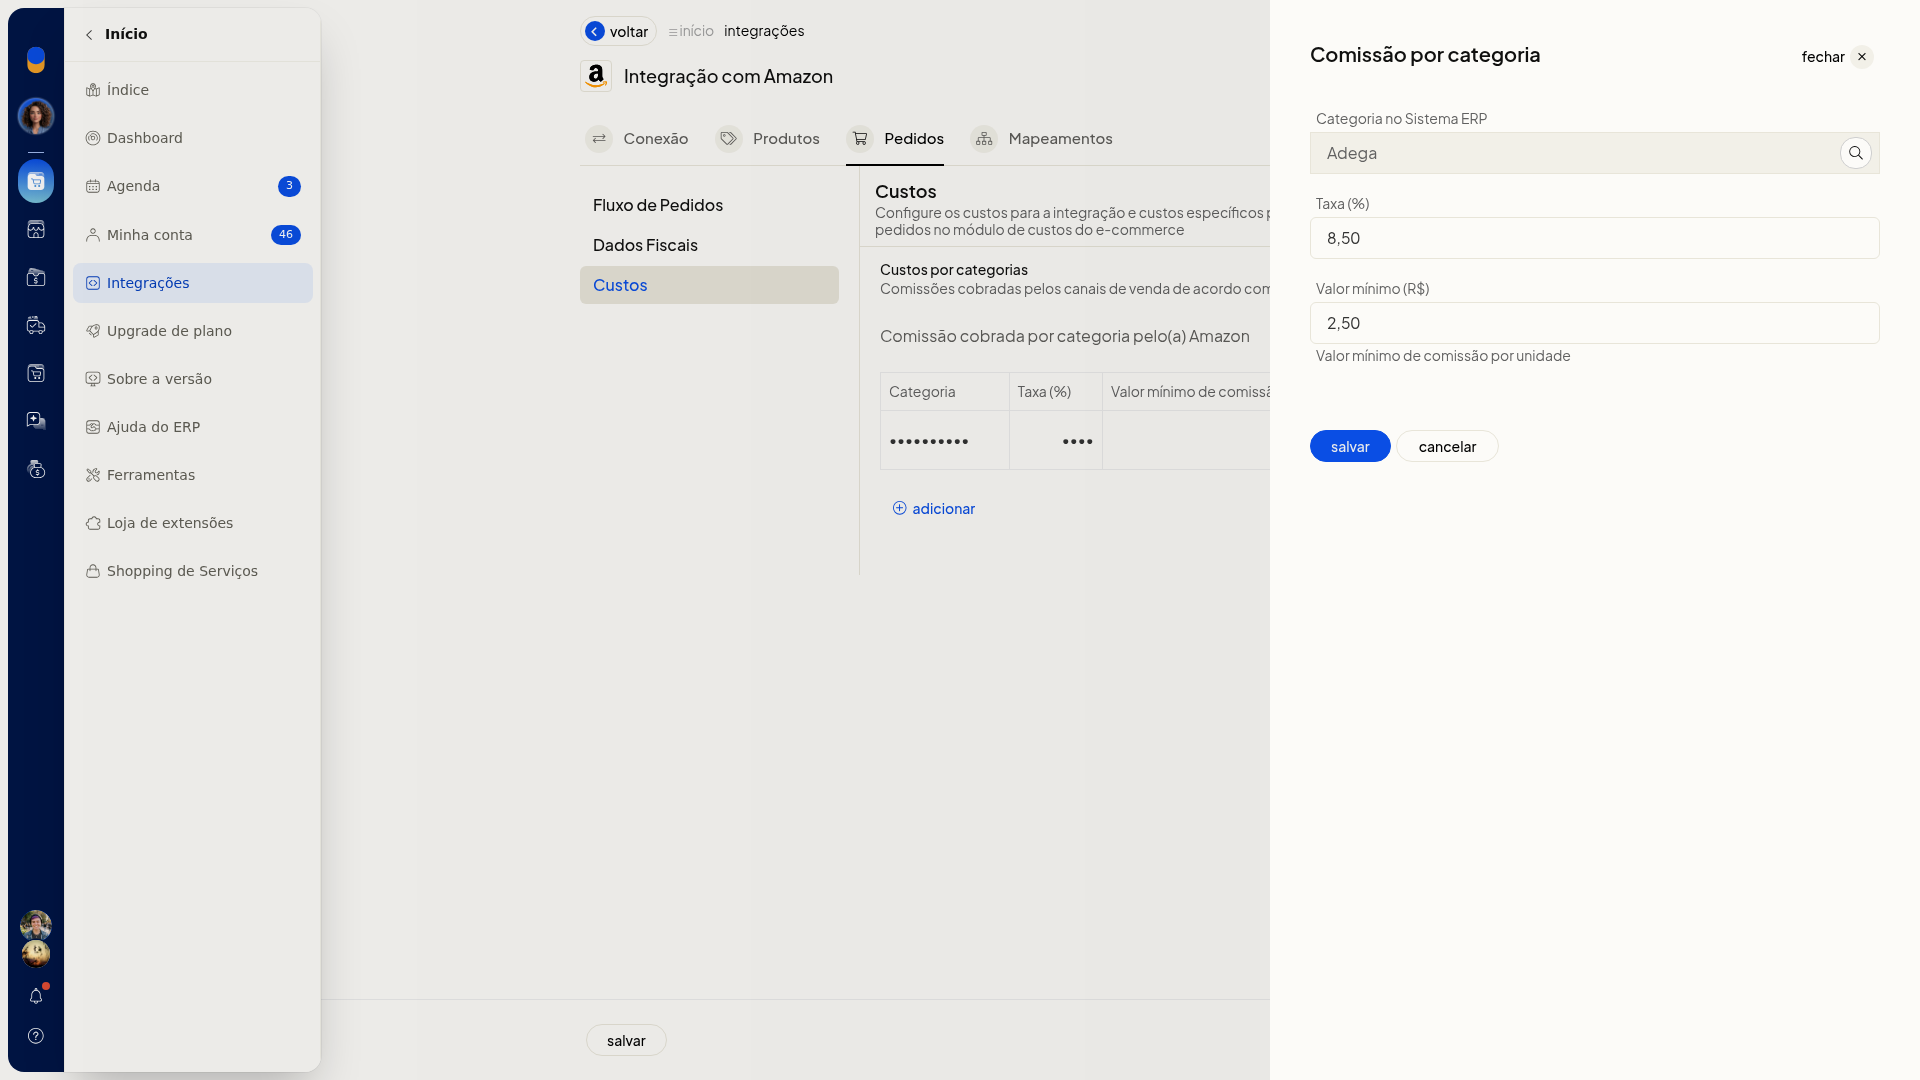 Início
Índice
Dashboard
Agenda 3
Minha conta 46
Integrações
Upgrade de plano
Sobre a versão
Ajuda do ERP
Ferramentas
Loja de extensões
Shopping de Serviços
voltar início integrações
Integração com Amazon
Conexão Produtos Pedidos Mapeamentos
Fluxo de Pedidos
Dados Fiscais
Custos
Custos
Configure os custos para a integração e custos específicos
pedidos no módulo de custos do e-commerce
Custos por categorias
Comissões cobradas pelos canais de venda de acordo com
Comissão cobrada por categoria pelo(a) Amazon
Categoria Taxa (%) Valor mínimo de
•••••••••• ••••
adicionar
salvar
Comissão por categoria
fechar
Categoria no Sistema ERP
Adega
Taxa (%)
8,50
Valor mínimo (R$)
2,50
Valor mínimo de comissão por unidade
salvar cancelar